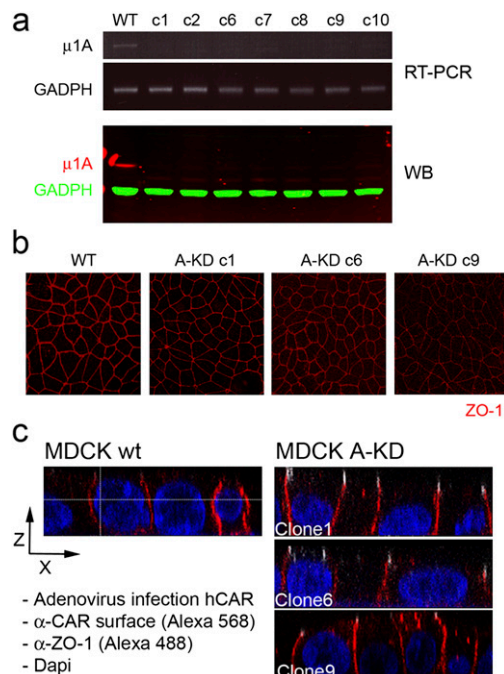 a
WT c1 c2 c6 c7 c8 c9 c10
μ1A
GADPH
RT-PCR
μ1A
GADPH
WB
b
WT A-KD c1 A-KD c6 A-KD c9
ZO-1
c
MDCK wt
MDCK A-KD
Clone1
Clone6
Clone9
Z
X
- Adenovirus infection hCAR
- α-CAR surface (Alexa 568)
- α-ZO-1 (Alexa 488)
- Dapi